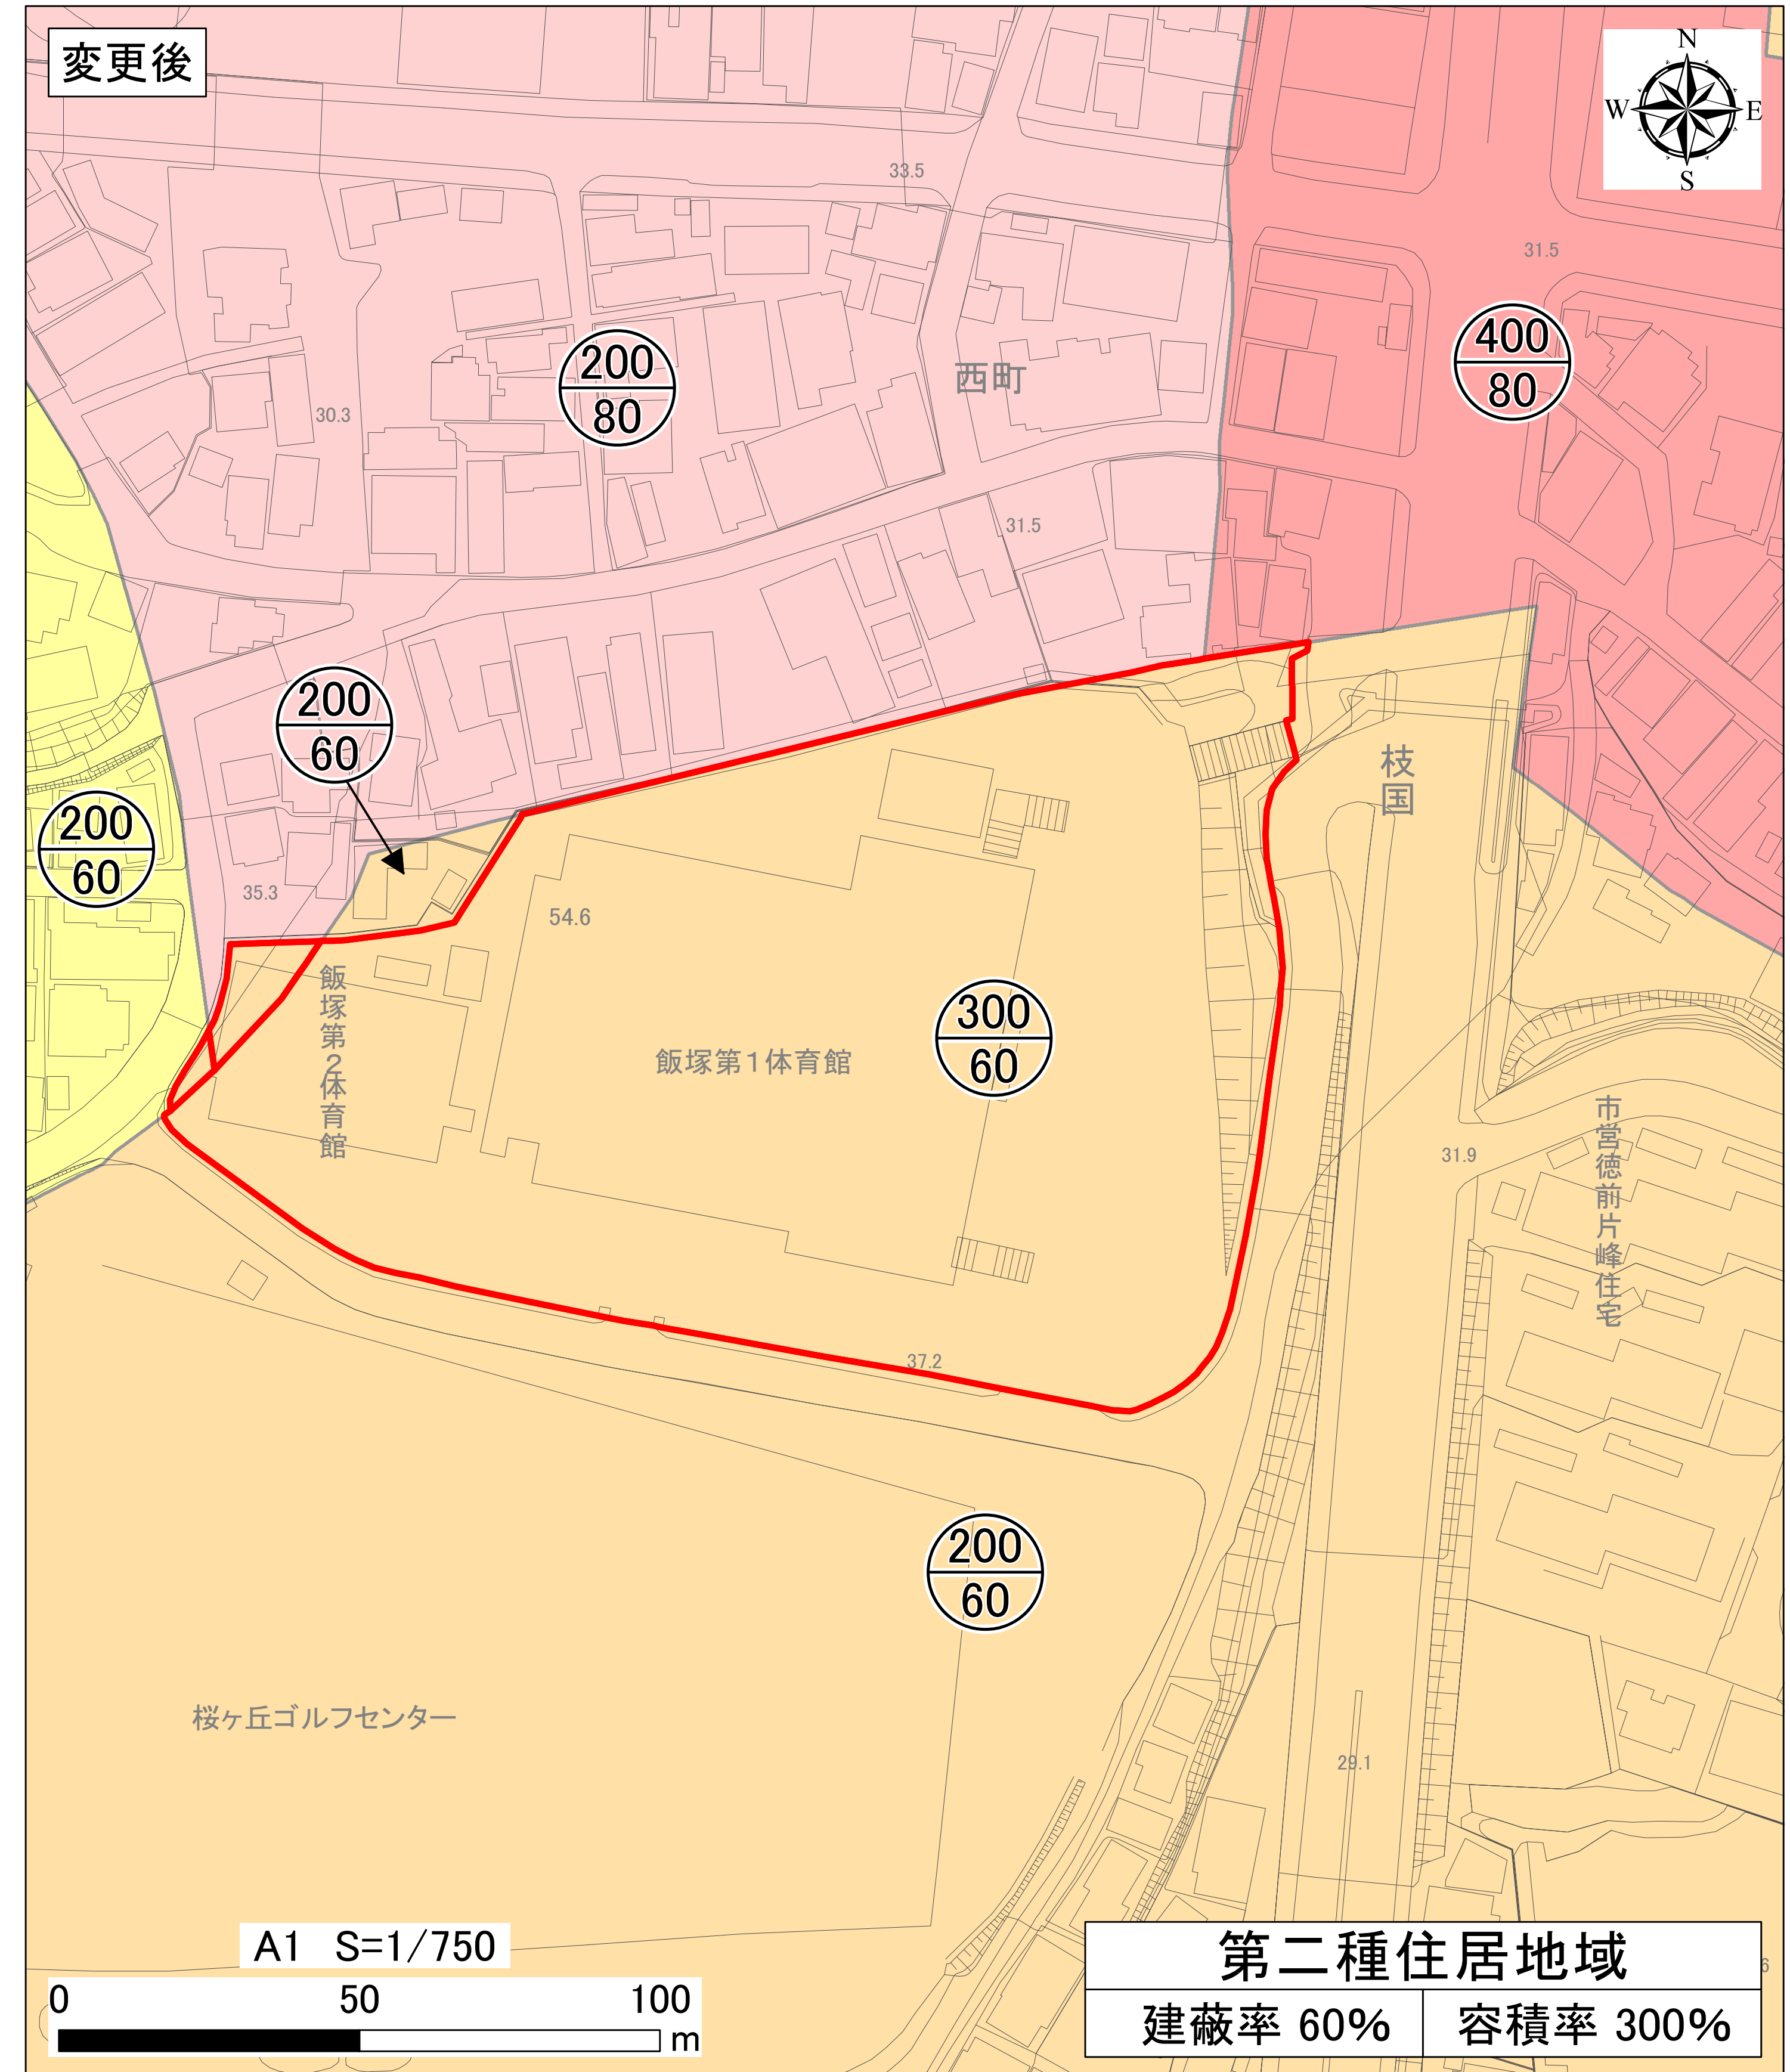 変更後
N
W
E
S
33.5
31.5
400
80
200
80
西町
30.3
31.5
200
60
枝国
200
60
35.3
54.6
飯塚第2体育館
飯塚第1体育館
300
60
市営徳前片峰住宅
31.9
37.2
200
60
桜ヶ丘ゴルフセンター
29.1
A1 S=1/750
0 50 100
m
第二種住居地域
6
建蔽率 60% 容積率 300%